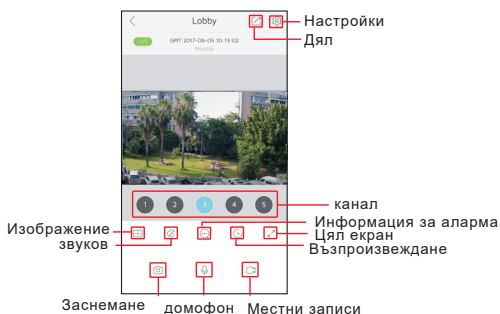 Lobby
Настройки
Дял
LIVE
GMT 2017-06-05 10:13:02
Monday
1 2 3 4 5
канал
Информация за аларма
Изображение
звуков
Цял екран
Възпроизвеждане
Заснемане
домофон
Местни записи